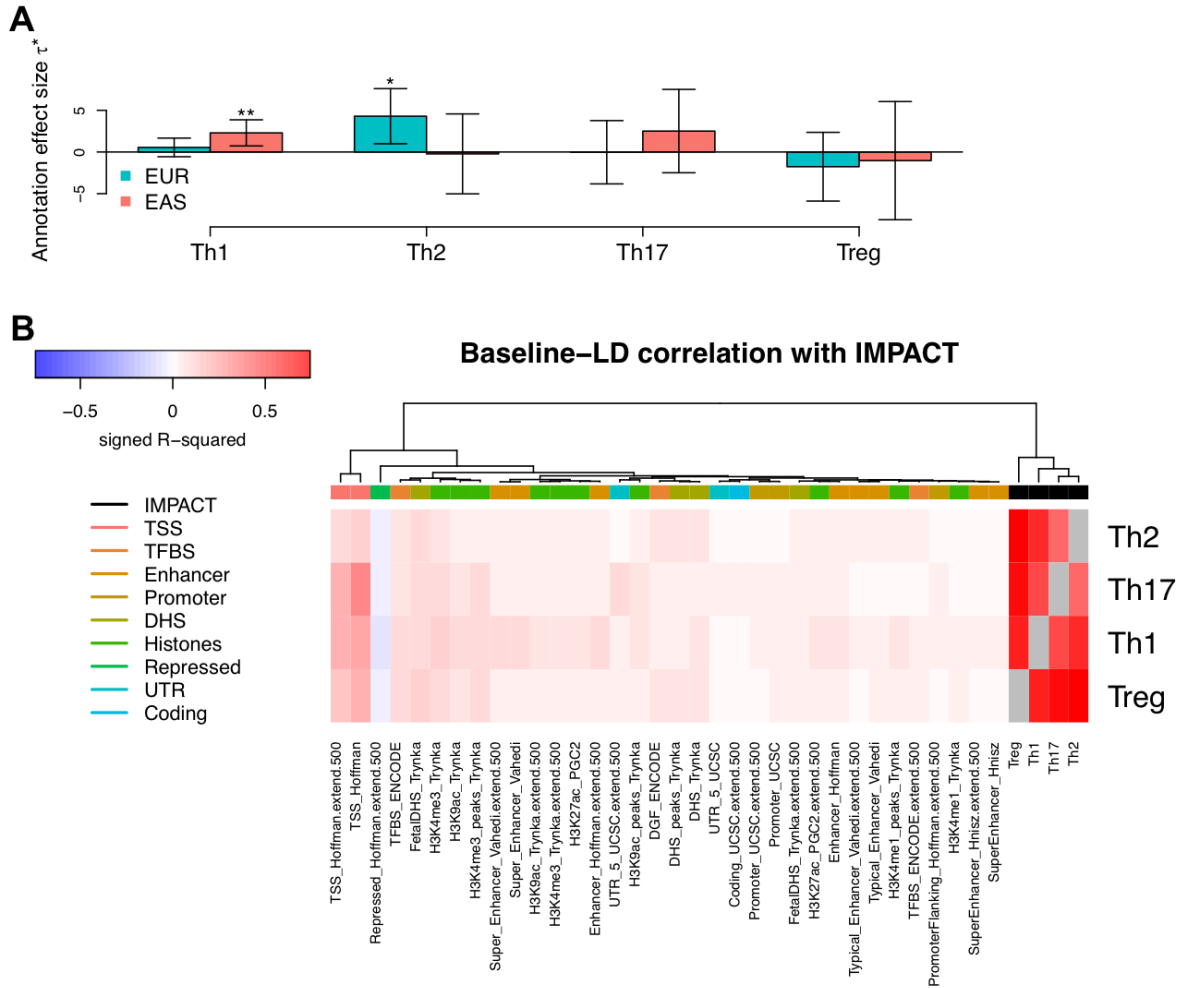 A
Annotation effect size τ*
5
0
−5
*
**
EUR
EAS
Th1
Th2
Th17
Treg
B
−0.5
0
0.5
signed R−squared
Baseline−LD correlation with IMPACT
IMPACT
TSS
TFBS
Enhancer
Promoter
DHS
Histones
Repressed
UTR
Coding
Th2
Th17
Th1
Treg
TSS_Hoffman.extend.500
TSS_Hoffman
Repressed_Hoffman.extend.500
TFBS_ENCODE
FetalDHS_Trynka
H3K4me3_Trynka
H3K9ac_Trynka
H3K4me3_peaks_Trynka
Super_Enhancer_Vahedi.extend.500
Super_Enhancer_Vahedi
H3K9ac_Trynka.extend.500
H3K4me3_Trynka.extend.500
H3K27ac_PGC2
Enhancer_Hoffman.extend.500
UTR_5_UCSC.extend.500
H3K9ac_peaks_Trynka
DGF_ENCODE
DHS_peaks_Trynka
DHS_Trynka
UTR_5_UCSC
Coding_UCSC.extend.500
Promoter_UCSC.extend.500
Promoter_UCSC
FetalDHS_Trynka.extend.500
H3K27ac_PGC2.extend.500
Enhancer_Hoffman
Typical_Enhancer_Vahedi.extend.500
Typical_Enhancer_Vahedi
H3K4me1_peaks_Trynka
TFBS_ENCODE.extend.500
PromoterFlanking_Hoffman.extend.500
H3K4me1_Trynka
SuperEnhancer_Hnisz.extend.500
SuperEnhancer_Hnisz
Treg
Th1
Th17
Th2